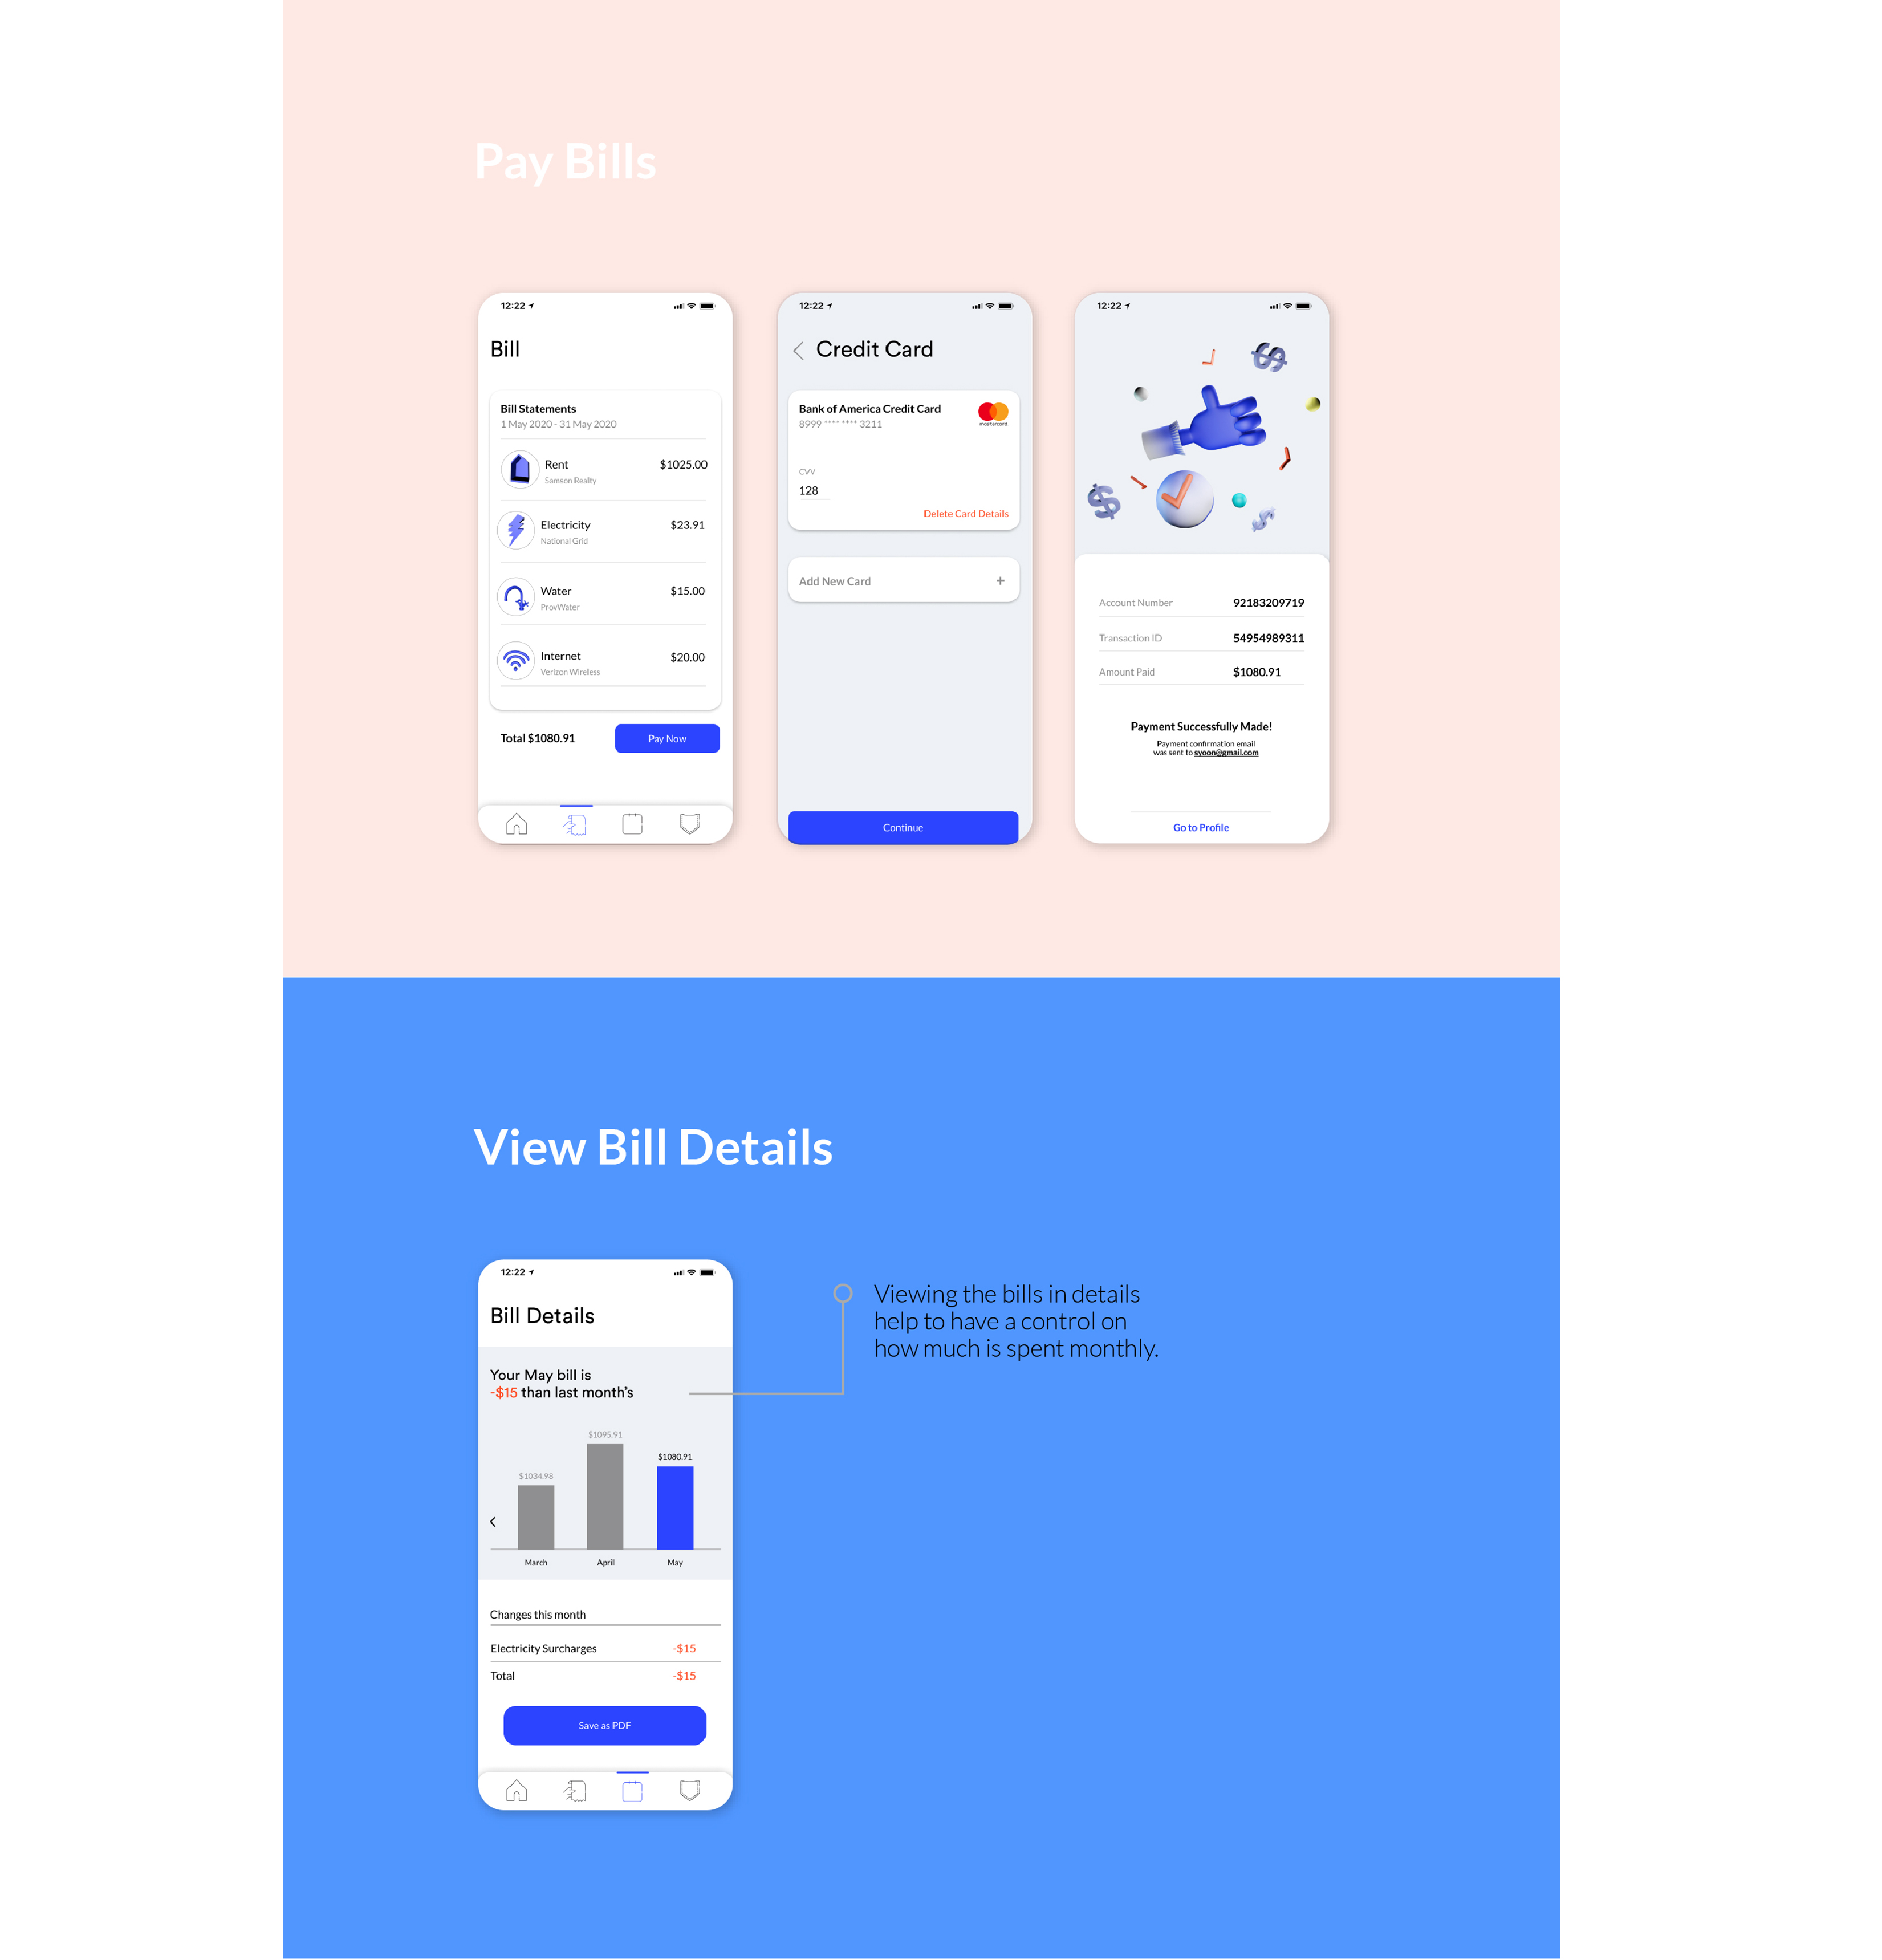 Pay Bills
12:22
Bill
Bill Statements
1 May 2020 - 31 May 2020
Rent $1025.00
Samson Realty
Electricity $23.91
National Grid
Water $15.00
ProvWater
Internet $20.00
Verizon Wireless
Total $1080.91 Pay Now
12:22
Credit Card
Bank of America Credit Card
mastercard
8999 **** **** 3211
CVV
128
Delete Card Details
Add New Card +
Continue
12:22
Account Number 92183209719
Transaction ID 54954989311
Amount Paid $1080.91
Payment Successfully Made!
Payment confirmation email
was sent to syoon@gmail.com
Go to Profile
View Bill Details
12:22
Bill Details
Your May bill is
-$15 than last month's
$1034.98 $1095.91 $1080.91
March April May
Changes this month
Electricity Surcharges -$15
Total -$15
Save as PDF
Viewing the bills in details
help to have a control on
how much is spent monthly.